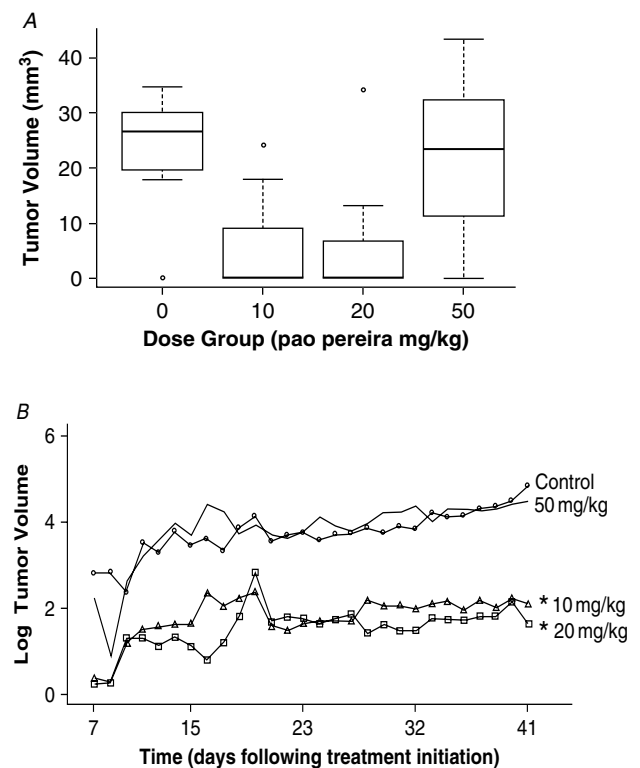 A
Tumor Volume (mm³)
40
30
20
10
0
0 10 20 50
Dose Group (pao pereira mg/kg)
B
Log Tumor Volume
6
4
2
0
Control
50 mg/kg
* 10 mg/kg
* 20 mg/kg
7 15 23 32 41
Time (days following treatment initiation)